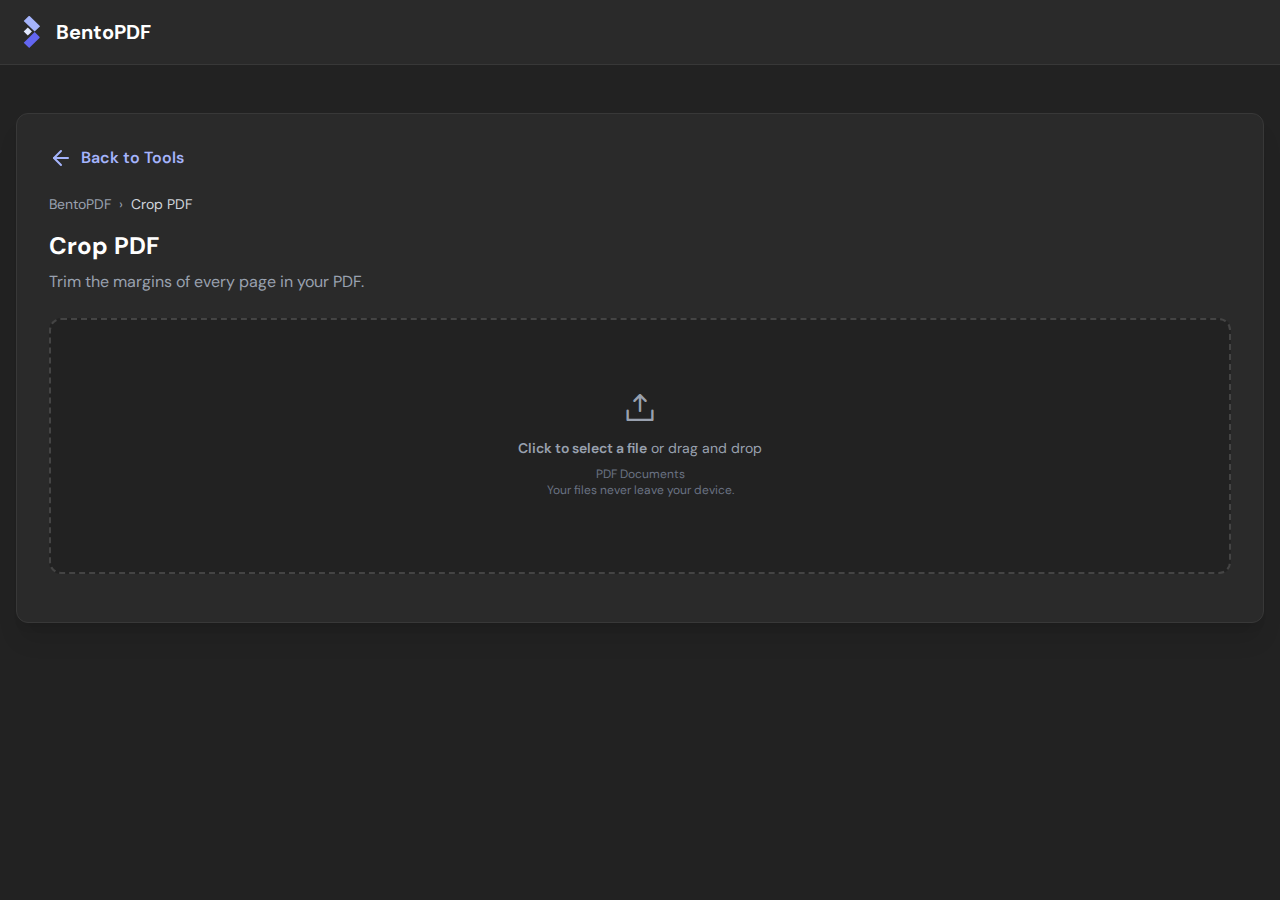 BentoPDF
Back to Tools
BentoPDF › Crop PDF
Crop PDF
Trim the margins of every page in your PDF.
Click to select a file or drag and drop
PDF Documents
Your files never leave your device.